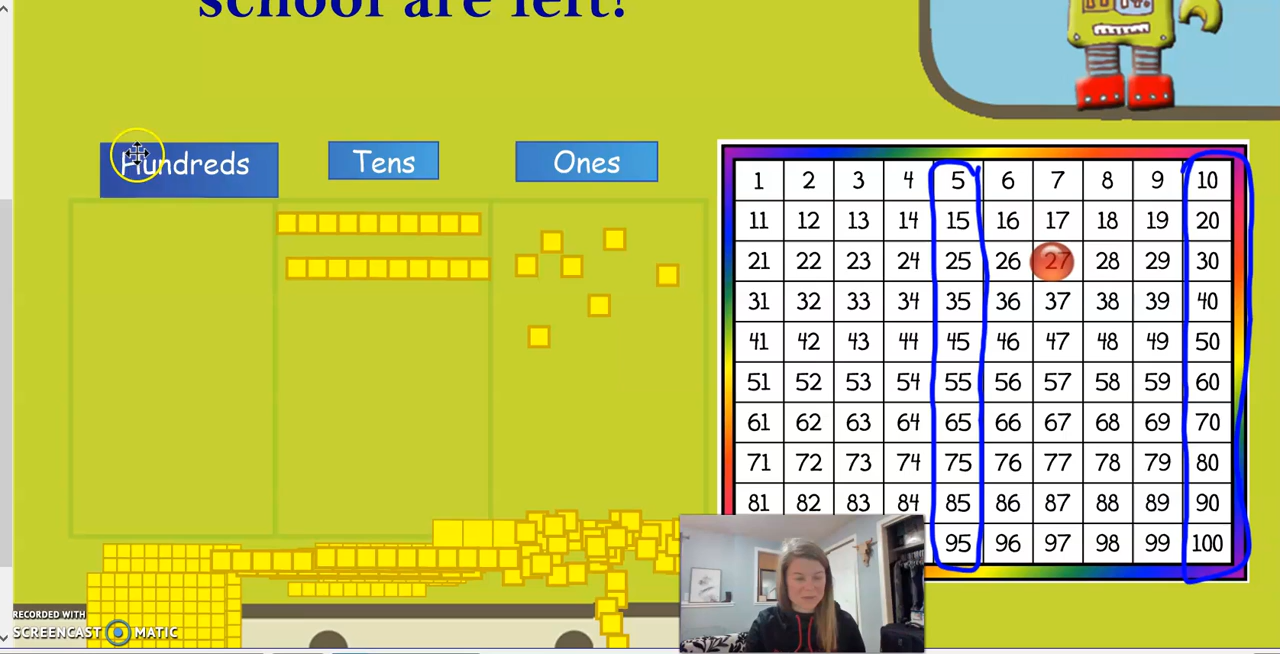 school are left!
Hundreds Tens Ones
1 2 3 4 5 6 7 8 9 10
11 12 13 14 15 16 17 18 19 20
21 22 23 24 25 26 27 28 29 30
31 32 33 34 35 36 37 38 39 40
41 42 43 44 45 46 47 48 49 50
51 52 53 54 55 56 57 58 59 60
61 62 63 64 65 66 67 68 69 70
71 72 73 74 75 76 77 78 79 80
81 82 83 84 85 86 87 88 89 90
95 96 97 98 99 100
RECORDED WITH
SCREENCAST MATIC